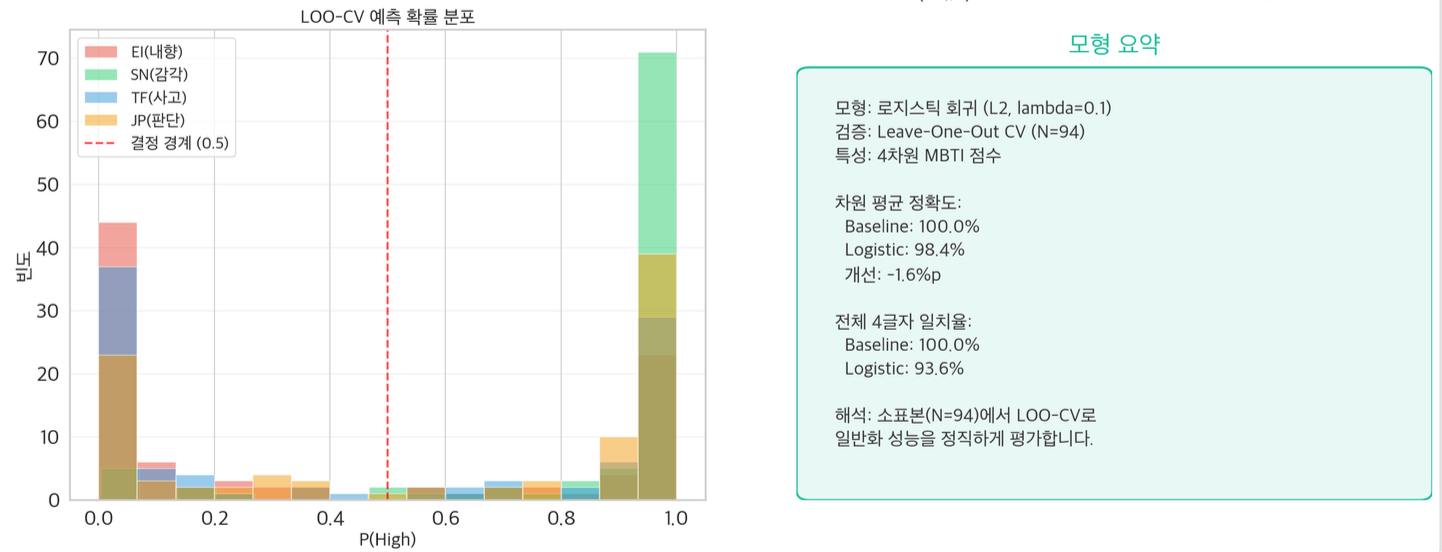 LOO-CV 예측 확률 분포
EI(내향)
SN(감각)
TF(사고)
JP(판단)
결정 경계 (0.5)
빈도
70
60
50
40
30
20
10
0
0.0 0.2 0.4 0.6 0.8 1.0
P(High)
모형 요약
모형: 로지스틱 회귀 (L2, lambda=0.1)
검증: Leave-One-Out CV (N=94)
특성: 4차원 MBTI 점수
차원 평균 정확도:
Baseline: 100.0%
Logistic: 98.4%
개선: -1.6%p
전체 4글자 일치율:
Baseline: 100.0%
Logistic: 93.6%
해석: 소표본(N=94)에서 LOO-CV로
일반화 성능을 정직하게 평가합니다.